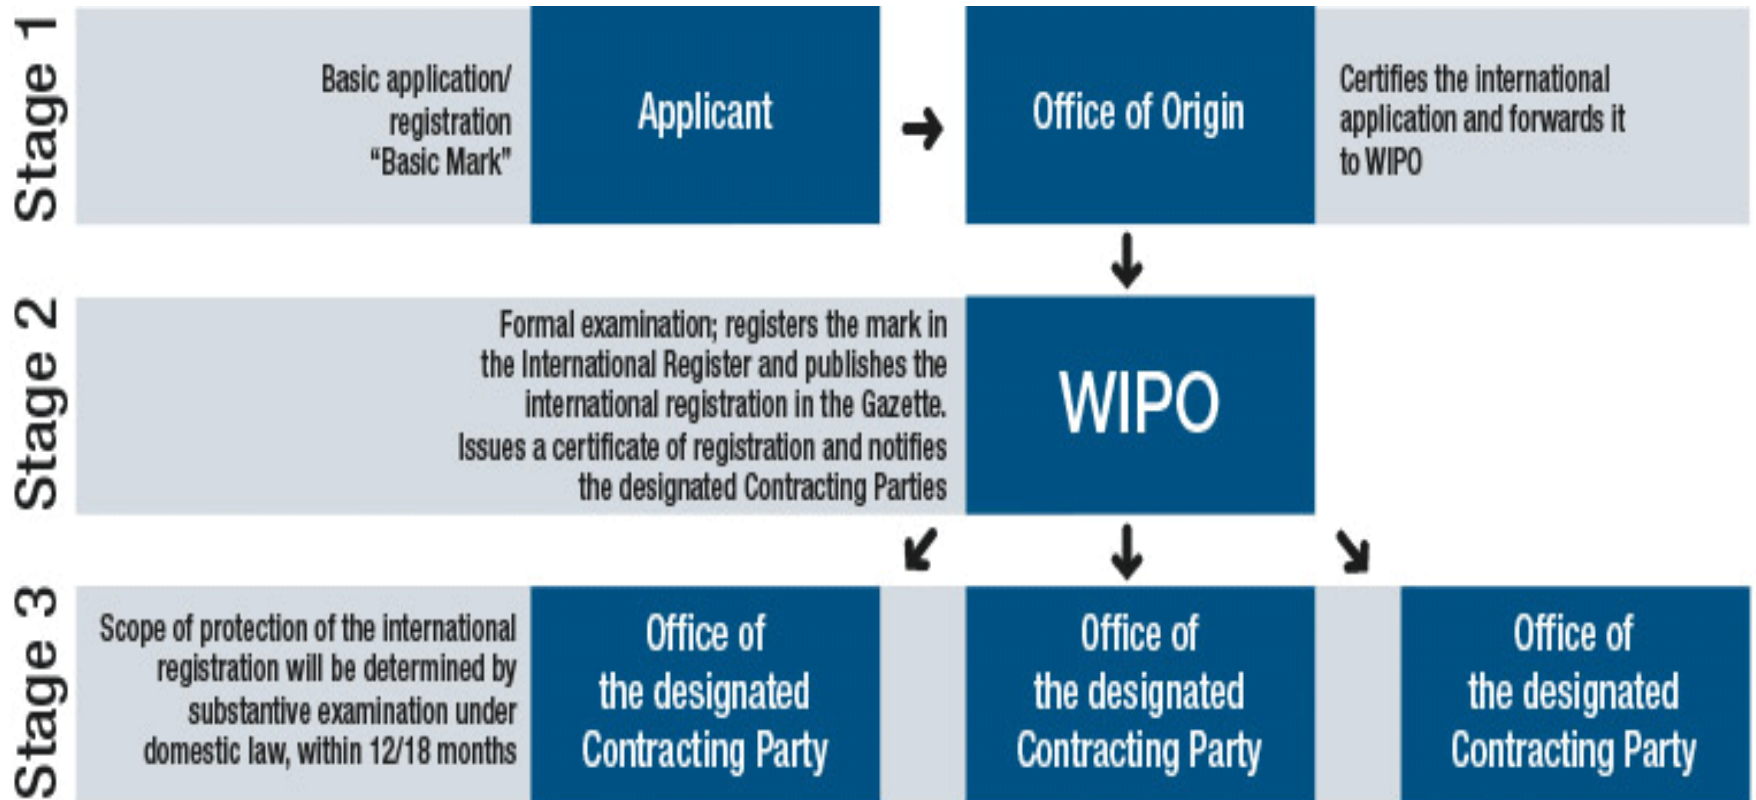 Stage 1
Basic application/
registration
“Basic Mark”
Applicant
Office of Origin
Certifies the international
application and forwards it
to WIPO
Stage 2
Formal examination; registers the mark in
the International Register and publishes the
international registration in the Gazette.
Issues a certificate of registration and notifies
the designated Contracting Parties
WIPO
Stage 3
Scope of protection of the international
registration will be determined by
substantive examination under
domestic law, within 12/18 months
Office of
the designated
Contracting Party
Office of
the designated
Contracting Party
Office of
the designated
Contracting Party